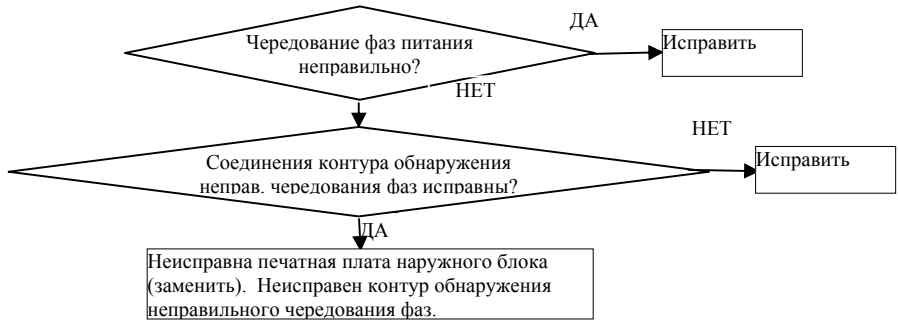 ДА
Чередование фаз питания
неправильно?
Исправить
НЕТ
НЕТ
Соединения контура обнаружения
неправ. чередования фаз исправны?
Исправить
ДА
Неисправна печатная плата наружного блока
(заменить). Неисправен контур обнаружения
неправильного чередования фаз.